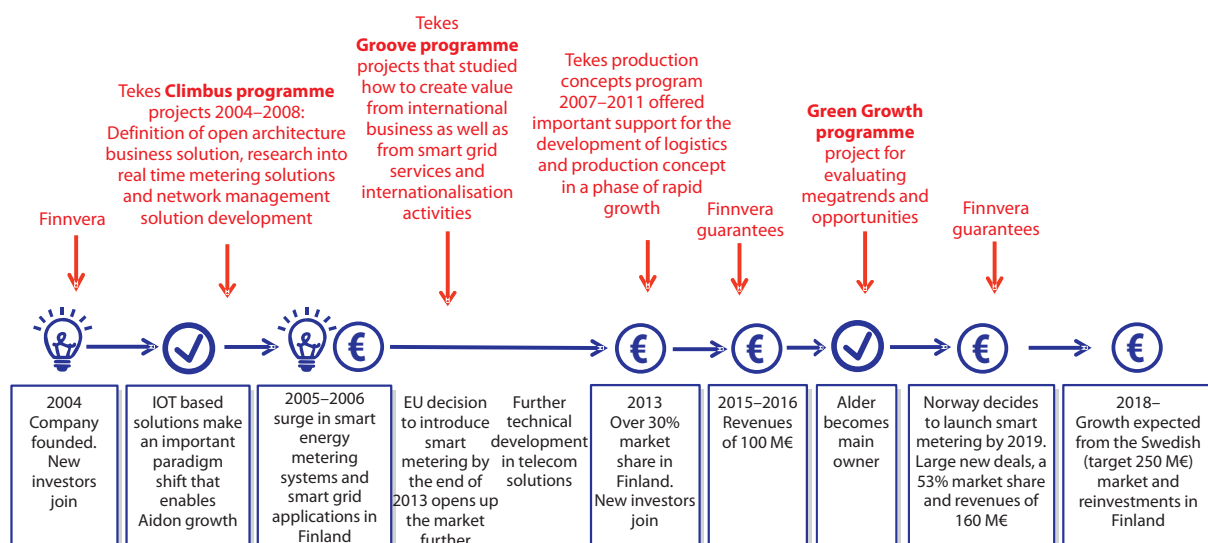 Finnvera
Tekes Climbus programme
projects 2004–2008:
Definition of open architecture
business solution, research into
real time metering solutions
and network management
solution development
Tekes
Groove programme
projects that studied
how to create value
from international
business as well as
from smart grid
services and
internationalisation
activities
Tekes production
concepts program
2007–2011 offered
important support for the
development of logistics
and production concept
in a phase of rapid
growth
Finnvera
guarantees
Green Growth
programme
project for
evaluating
megatrends and
opportunities
Finnvera
guarantees
€
€
€
€
€
2004
Company
founded.
New
investors
join
IOT based
solutions make
an important
paradigm
shift that
enables
Aidon growth
2005–2006
surge in smart
energy
metering
systems and
smart grid
applications in
Finland
EU decision
to introduce
smart
metering by
the end of
2013 opens up
the market
further
Further
technical
development
in telecom
solutions
2013
Over 30%
market
share in
Finland.
New investors
join
2015–2016
Revenues
of 100 M€
Alder
becomes
main
owner
Norway decides
to launch smart
metering by 2019.
Large new deals, a
53% market share
and revenues of
160 M€
2018–
Growth expected
from the Swedish
(target 250 M€)
market and
reinvestments in
Finland